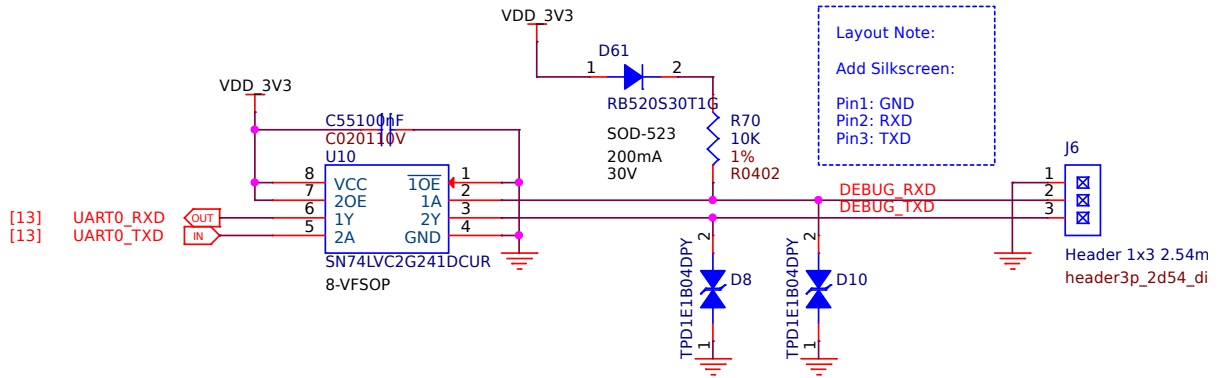 VDD_3V3
Layout Note:
D61
Add Silkscreen:
1
2
VDD_3V3
RB520S30T1G
Pin1: GND
Pin2: RXD
Pin3: TXD
C55100nF
C020110V
U10
SOD-523
200mA
30V
R70
10K
1%
R0402
J6
8
VCC
1OE
1
7
2OE
1A
2
DEBUG_RXD
[13] UART0_RXD
OUT
6
1Y
2Y
3
DEBUG_TXD
[13] UART0_TXD
IN
5
2A
GND
4
1
2
3
SN74LVC2G241DCUR
8-VFSOP
Header 1x3 2.54m
header3p_2d54_di
2
TPD1E1B04DPY
D8
1
2
TPD1E1B04DPY
D10
1